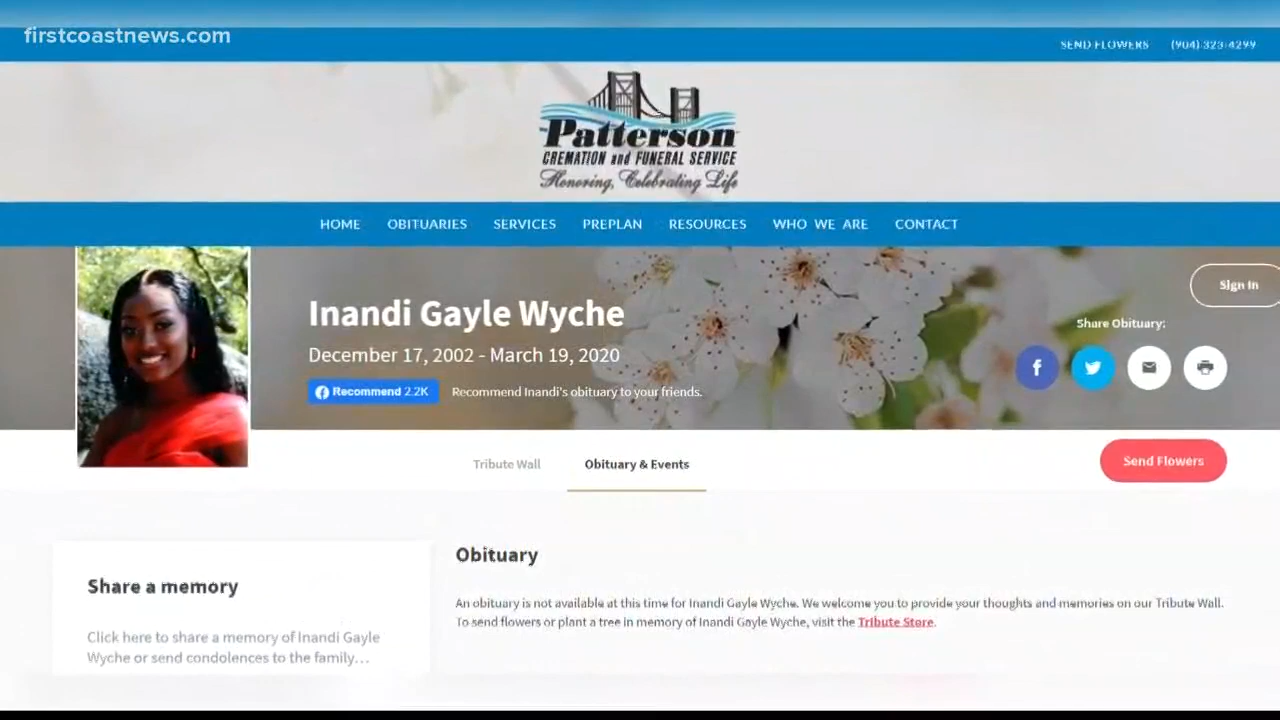 firstcoastnews.com
SEND FLOWERS (904) 323-4299
Patterson
CREMATION and FUNERAL SERVICE
Honoring, Celebrating Life
HOME OBITUARIES SERVICES PREPLAN RESOURCES WHO WE ARE CONTACT
Sign In
Inandi Gayle Wyche
December 17, 2002 - March 19, 2020
Recommend 2.2K
Recommend Inandi's obituary to your friends.
Share Obituary:
Tribute Wall
Obituary & Events
Send Flowers
Share a memory
Click here to share a memory of Inandi Gayle
Wyche or send condolences to the family...
Obituary
An obituary is not available at this time for Inandi Gayle Wyche. We welcome you to provide your thoughts and memories on our Tribute Wall.
To send flowers or plant a tree in memory of Inandi Gayle Wyche, visit the Tribute Store.